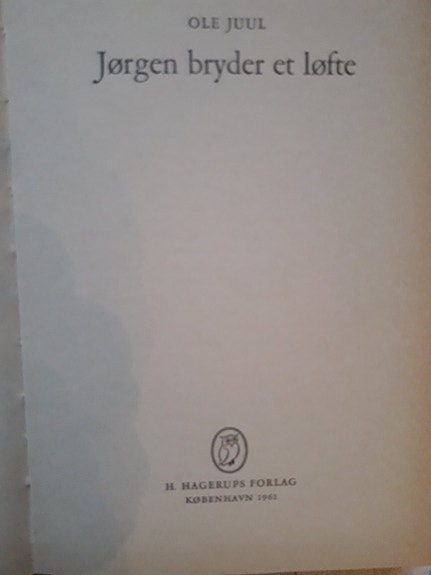 OLE JUUL
Jørgen bryder et løfte
H. HAGERUPS FORLAG
KØBENHAVN 1961